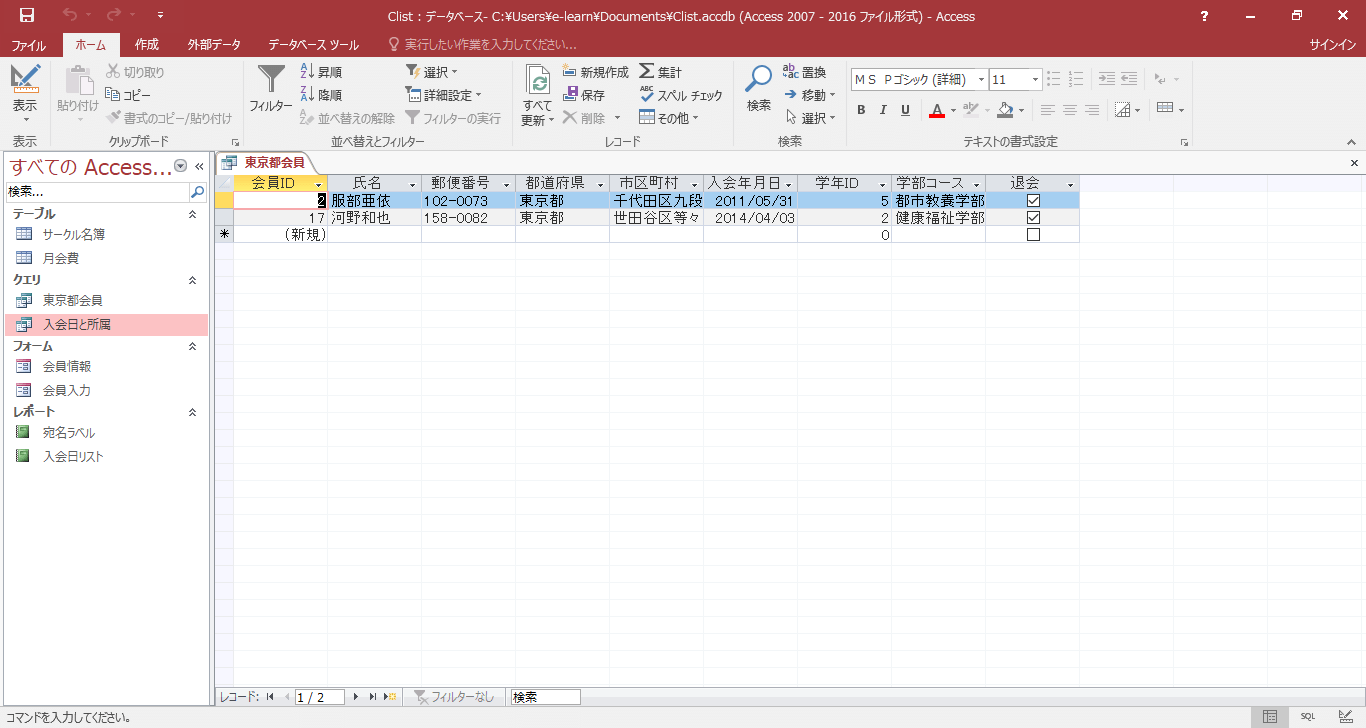 Clist : データベース- C:¥Users¥e-learn¥Documents¥Clist.accdb (Access 2007 - 2016 ファイル形式) - Access
?
ファイル ホーム 作成 外部データ データベース ツール 実行したい作業を入力してください... サインイン
表示
表示
貼り付け
切り取り
コピー
書式のコピー/貼り付け
クリップボード
フィルター
昇順
降順
並べ替えの解除
選択
詳細設定
フィルターの実行
並べ替えとフィルター
すべて
更新
新規作成
保存
削除
集計
スペル チェック
その他
レコード
検索
置換
移動
選択
検索
MS Pゴシック (詳細) 11
B I U A
テキストの書式設定
すべての Access... «
検索...
テーブル
サークル名簿
月会費
クエリ
東京都会員
入会日と所属
フォーム
会員情報
会員入力
レポート
宛名ラベル
入会日リスト
東京都会員
会員ID 氏名 郵便番号 都道府県 市区町村 入会年月日 学年ID 学部コース 退会
2 服部亜依 102-0073 東京都 千代田区九段 2011/05/31 5 都市教養学部
17 河野和也 158-0082 東京都 世田谷区等々 2014/04/03 2 健康福祉学部
* (新規) 0
レコード: 1 / 2 フィルターなし 検索
コマンドを入力してください。 SQL